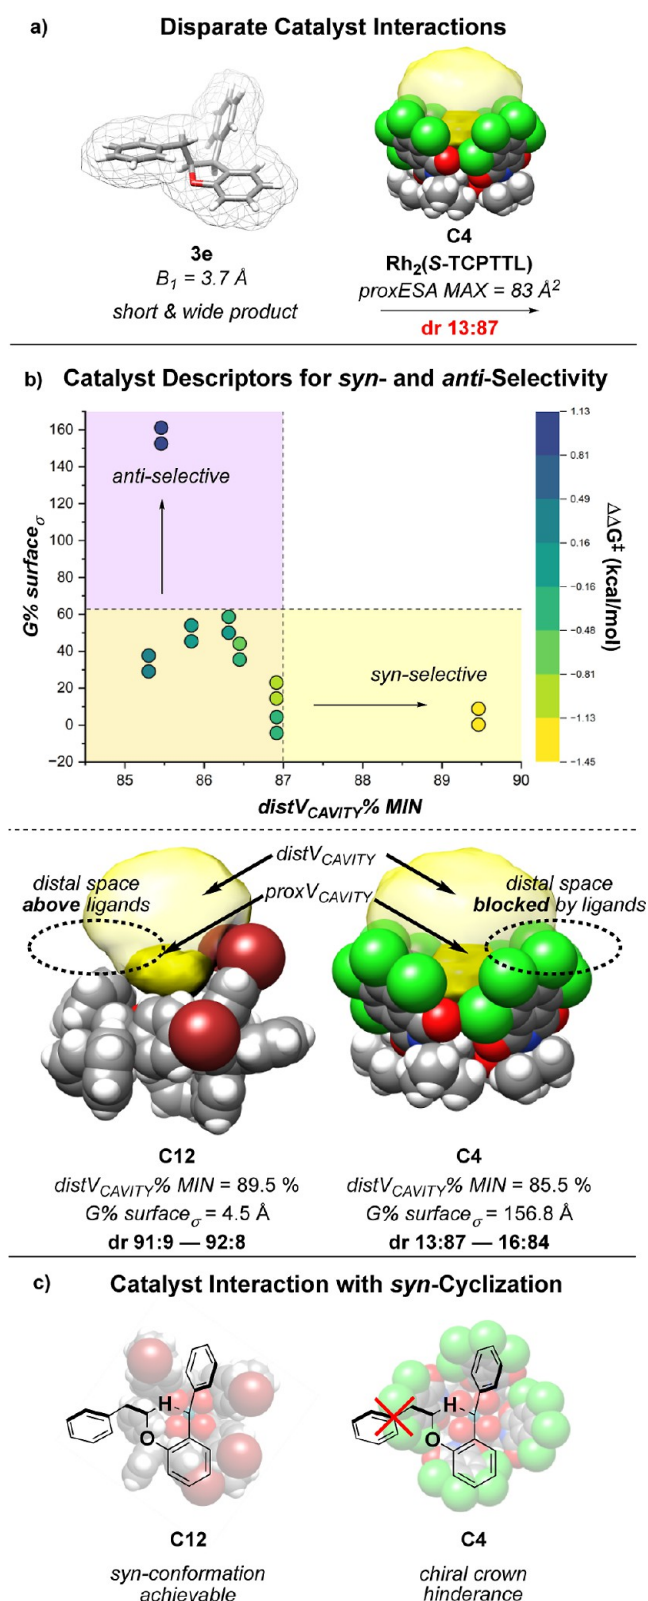 a) Disparate Catalyst Interactions
3e
B₁ = 3.7 Å
short & wide product
C4
Rh₂(S-TCPTTL)
proxESA MAX = 83 Å²
dr 13:87
b) Catalyst Descriptors for syn- and anti-Selectivity
G% surfaceσ
160
140
120
100
80
60
40
20
0
−20
85
86
87
88
89
90
distV_CAVITY% MIN
anti-selective
syn-selective
1.13
0.81
0.49
0.16
−0.16
−0.48
−0.81
−1.13
−1.45
ΔΔG‡ (kcal/mol)
distV_CAVITY
proxV_CAVITY
distal space
above ligands
distal space
blocked by ligands
C12
distV_CAVITY% MIN = 89.5 %
G% surfaceσ = 4.5 Å
dr 91:9 — 92:8
C4
distV_CAVITY% MIN = 85.5 %
G% surfaceσ = 156.8 Å
dr 13:87 — 16:84
c) Catalyst Interaction with syn-Cyclization
H
O
C12
syn-conformation
achievable
H
O
C4
chiral crown
hinderance